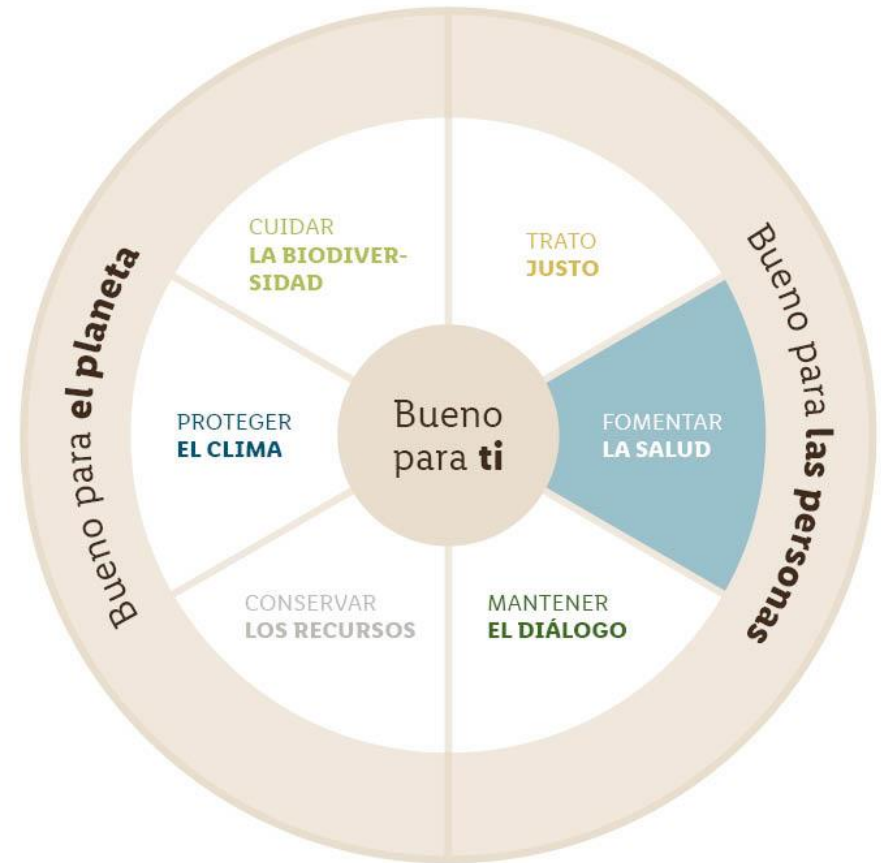 CUIDAR
LA BIODIVER-
SIDAD
TRATO
JUSTO
Bueno para el planeta
PROTEGER
EL CLIMA
Bueno
para ti
FOMENTAR
LA SALUD
Bueno para las personas
CONSERVAR
LOS RECURSOS
MANTENER
EL DIÁLOGO